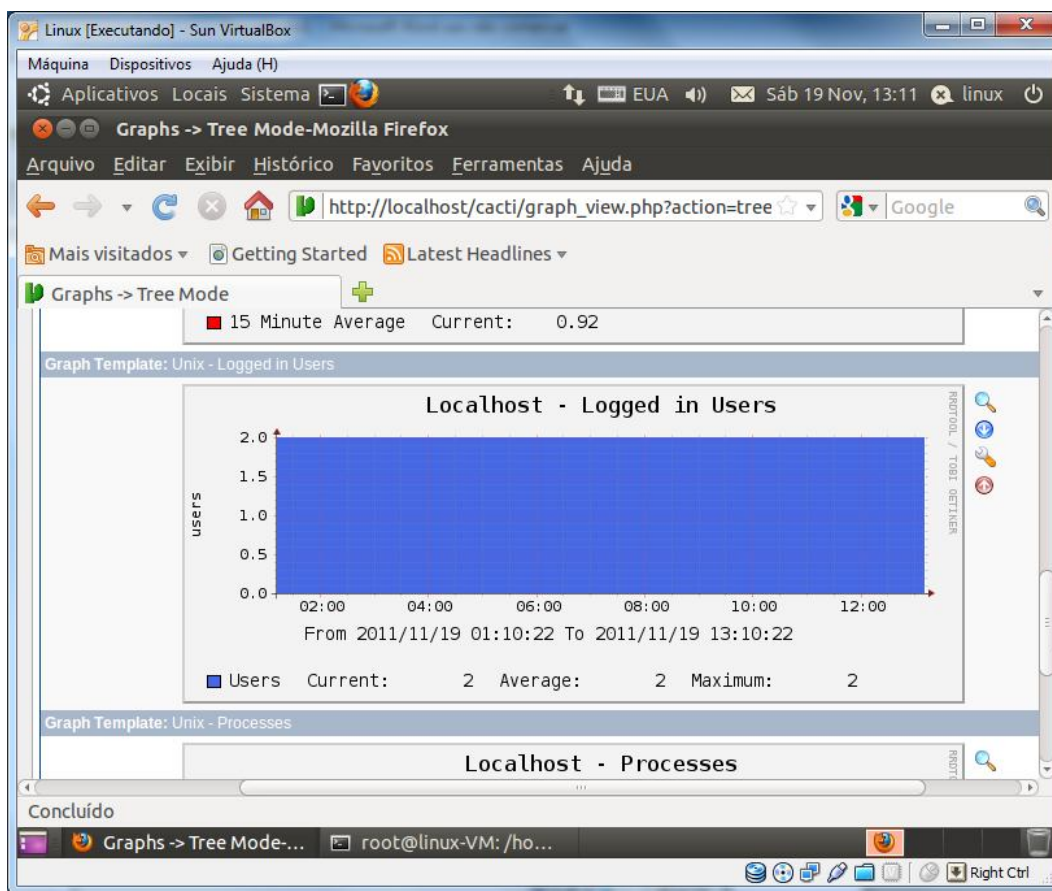 Linux [Executando] - Sun VirtualBox
Máquina Dispositivos Ajuda (H)
Aplicativos Locais Sistema EUA Sáb 19 Nov, 13:11 linux
Graphs -> Tree Mode-Mozilla Firefox
Arquivo Editar Exibir Histórico Favoritos Ferramentas Ajuda
http://localhost/cacti/graph_view.php?action=tree Google
Mais visitados Getting Started Latest Headlines
Graphs -> Tree Mode
15 Minute Average Current: 0.92
Graph Template: Unix - Logged in Users
Localhost - Logged in Users
RRDTOOL / TOBI OETIKER
users
2.0
1.5
1.0
0.5
0.0
02:00 04:00 06:00 08:00 10:00 12:00
From 2011/11/19 01:10:22 To 2011/11/19 13:10:22
Users Current: 2 Average: 2 Maximum: 2
Graph Template: Unix - Processes
Localhost - Processes
Concluído
Graphs -> Tree Mode-... root@linux-VM: /ho...
Right Ctrl